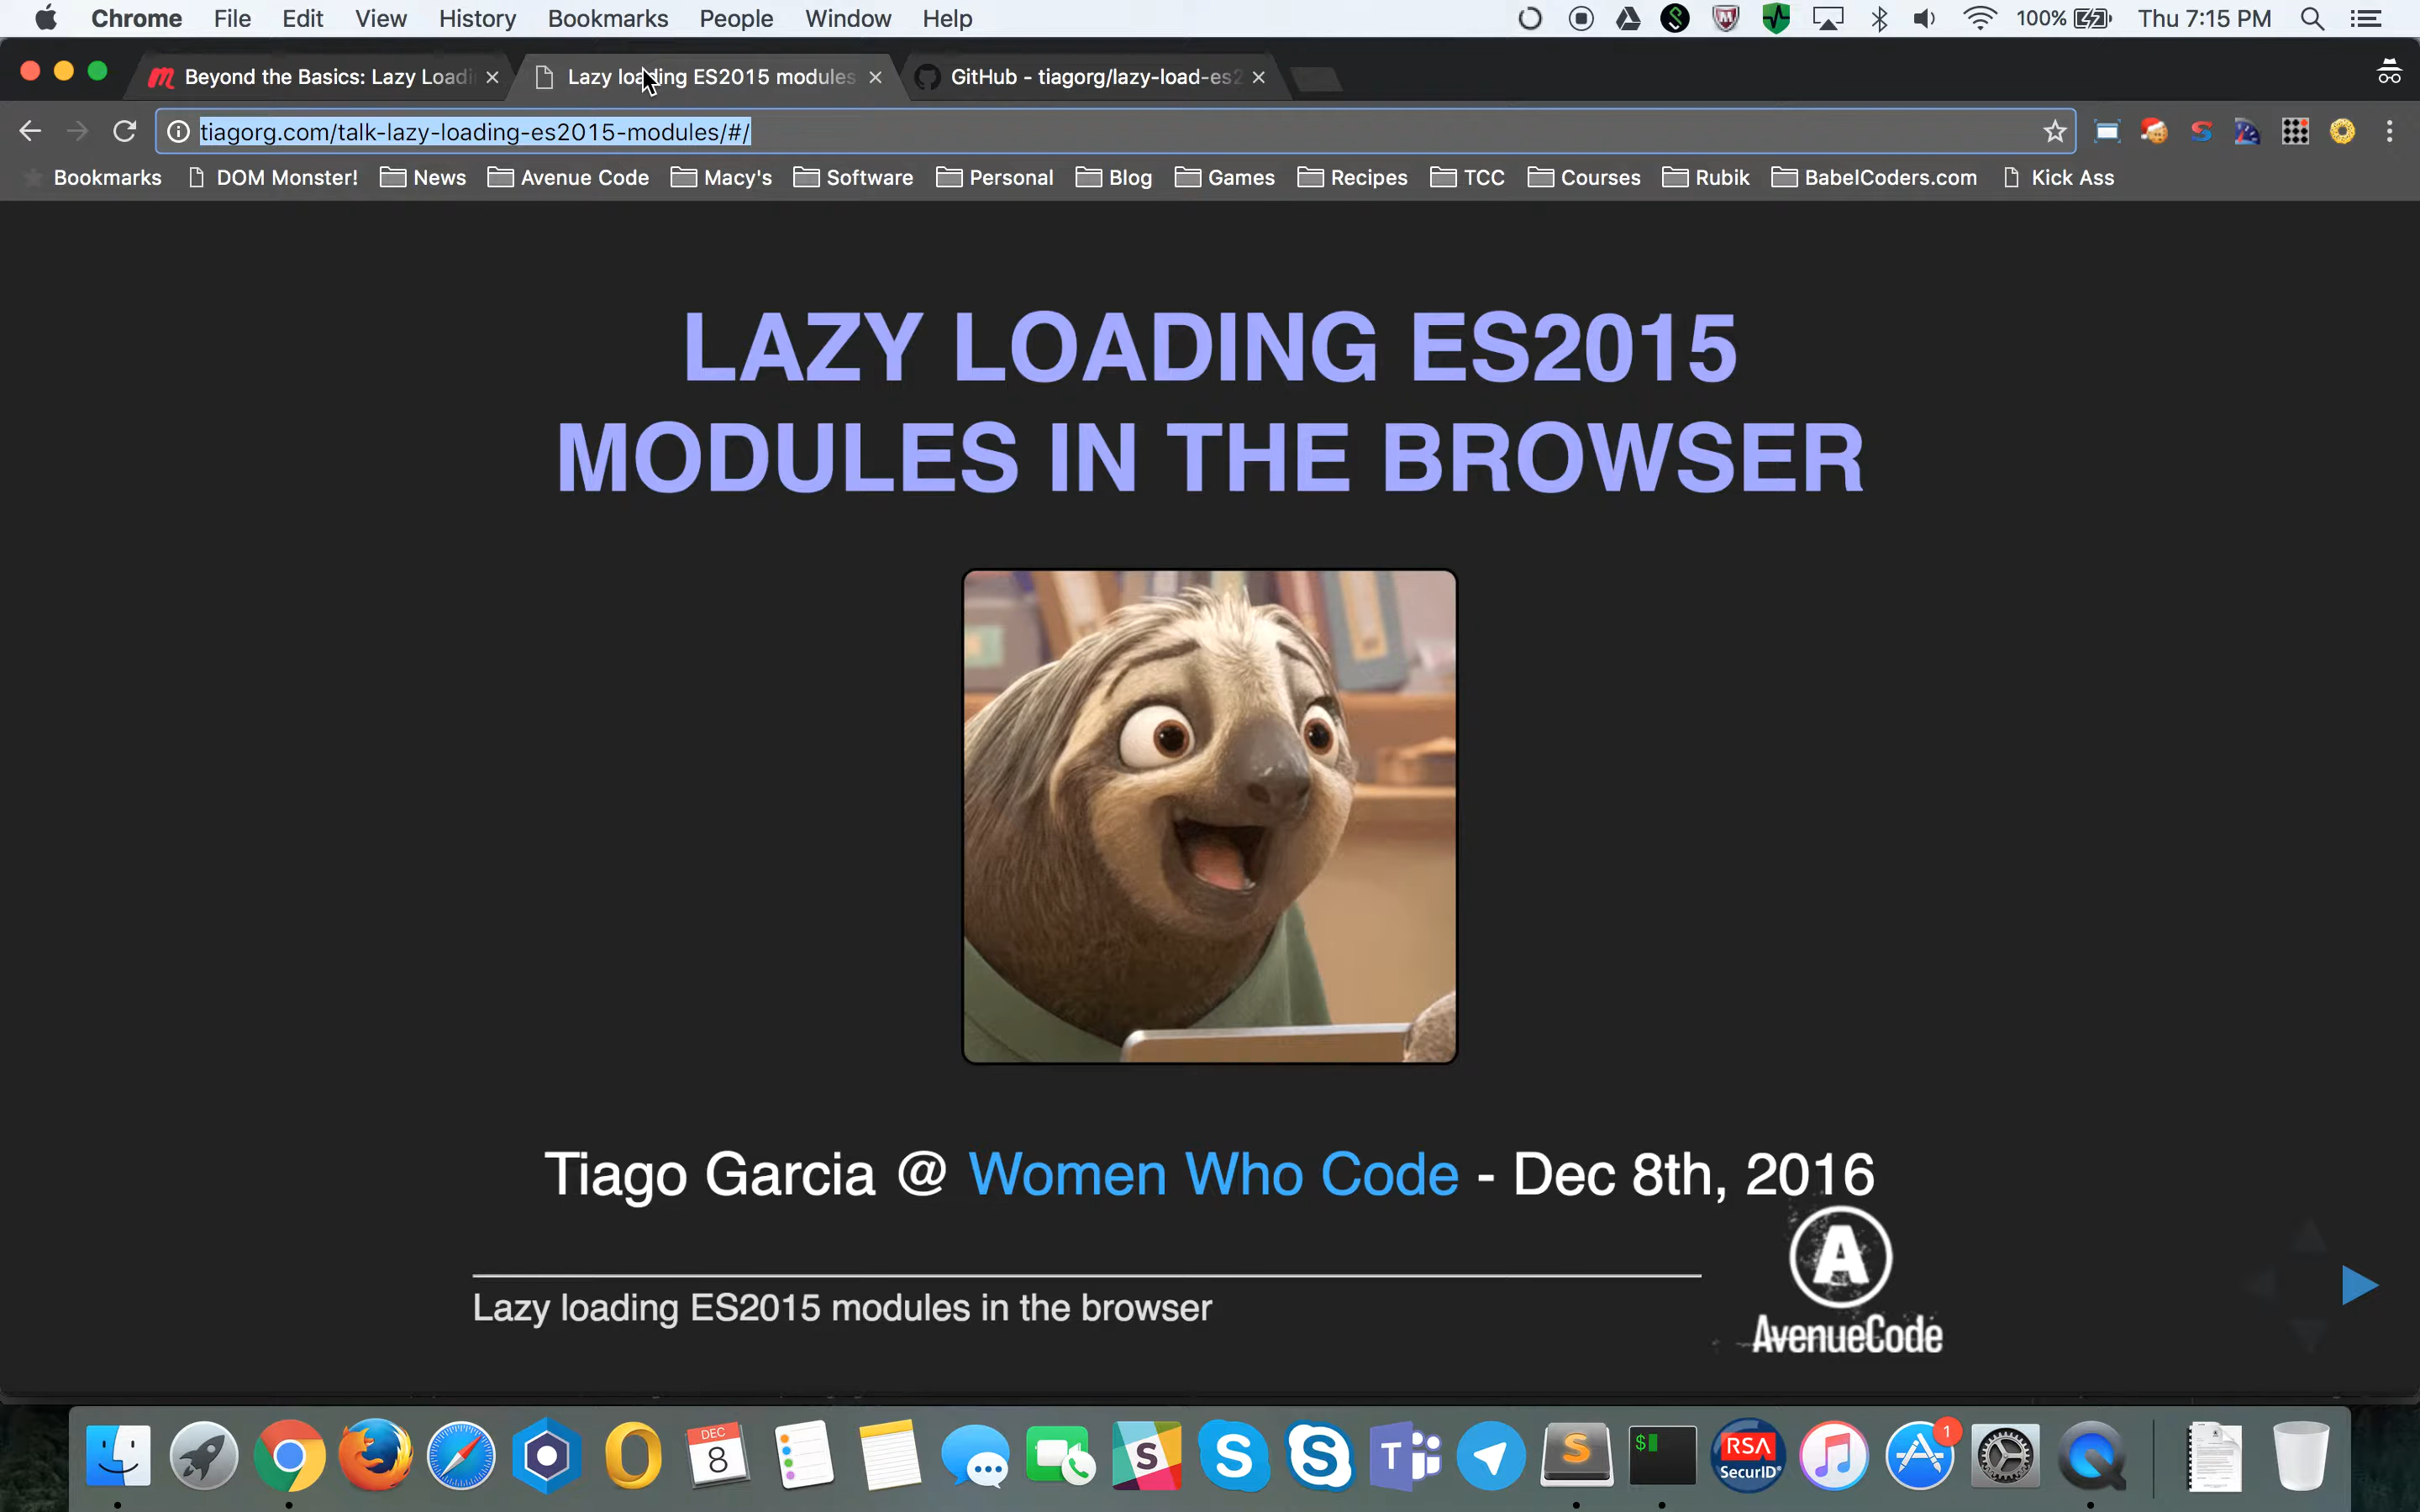 Chrome File Edit View History Bookmarks People Window Help 100% Thu 7:15 PM
Beyond the Basics: Lazy Loadi
Lazy loading ES2015 modules
GitHub - tiagorg/lazy-load-es2
tiagorg.com/talk-lazy-loading-es2015-modules/#/
Bookmarks DOM Monster! News Avenue Code Macy's Software Personal Blog Games Recipes TCC Courses Rubik BabelCoders.com Kick Ass
LAZY LOADING ES2015
MODULES IN THE BROWSER
Tiago Garcia @ Women Who Code - Dec 8th, 2016
Lazy loading ES2015 modules in the browser
A
AvenueCode
DEC
8
S
S
S
T
S
$
RSA
SecurID®
1